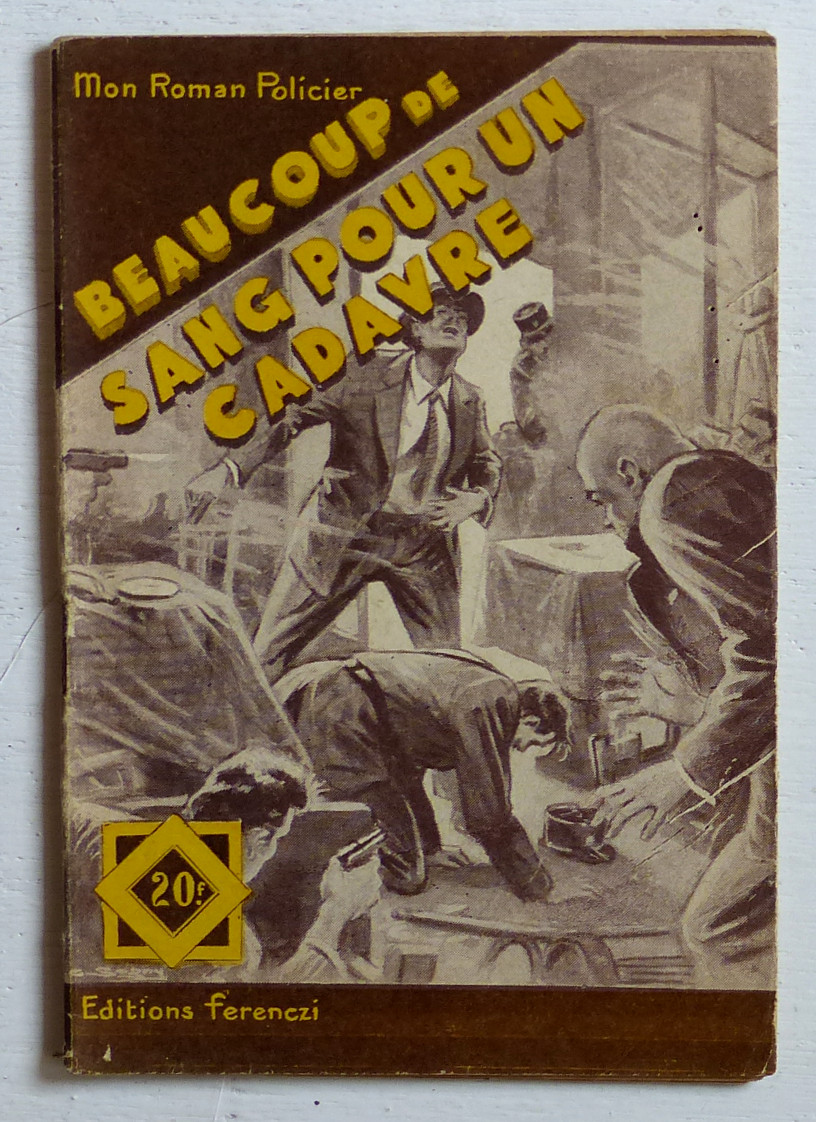 Mon Roman Policier
BEAUCOUP DE
SANG POUR UN
CADAVRE
20f.
Editions Ferenczi